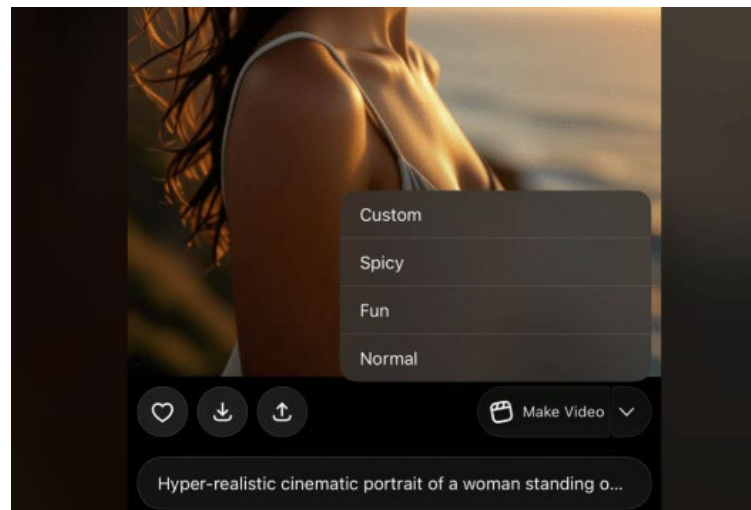 Custom
Spicy
Fun
Normal
Make Video
Hyper-realistic cinematic portrait of a woman standing o...